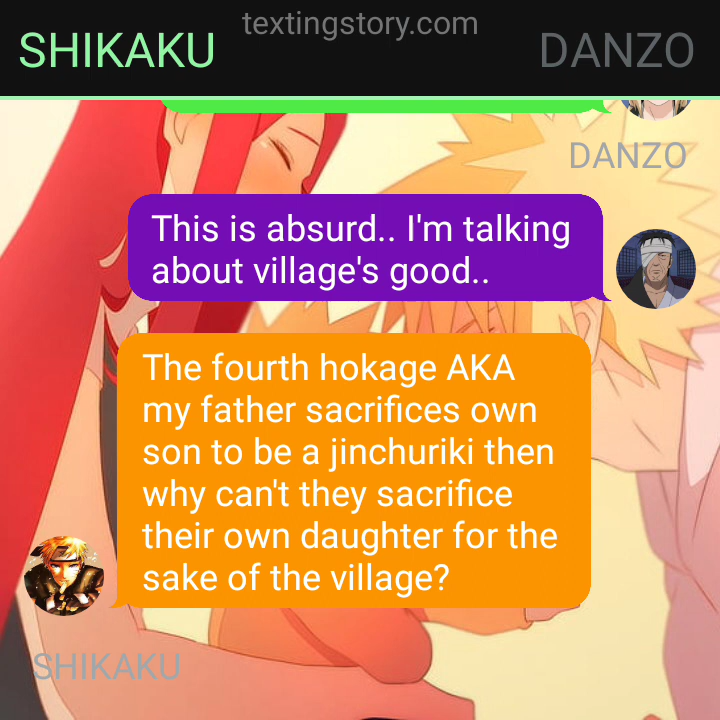 textingstory.com
SHIKAKU
DANZO
DANZO
This is absurd.. I'm talking
about village's good..
The fourth hokage AKA
my father sacrifices own
son to be a jinchuriki then
why can't they sacrifice
their own daughter for the
sake of the village?
SHIKAKU